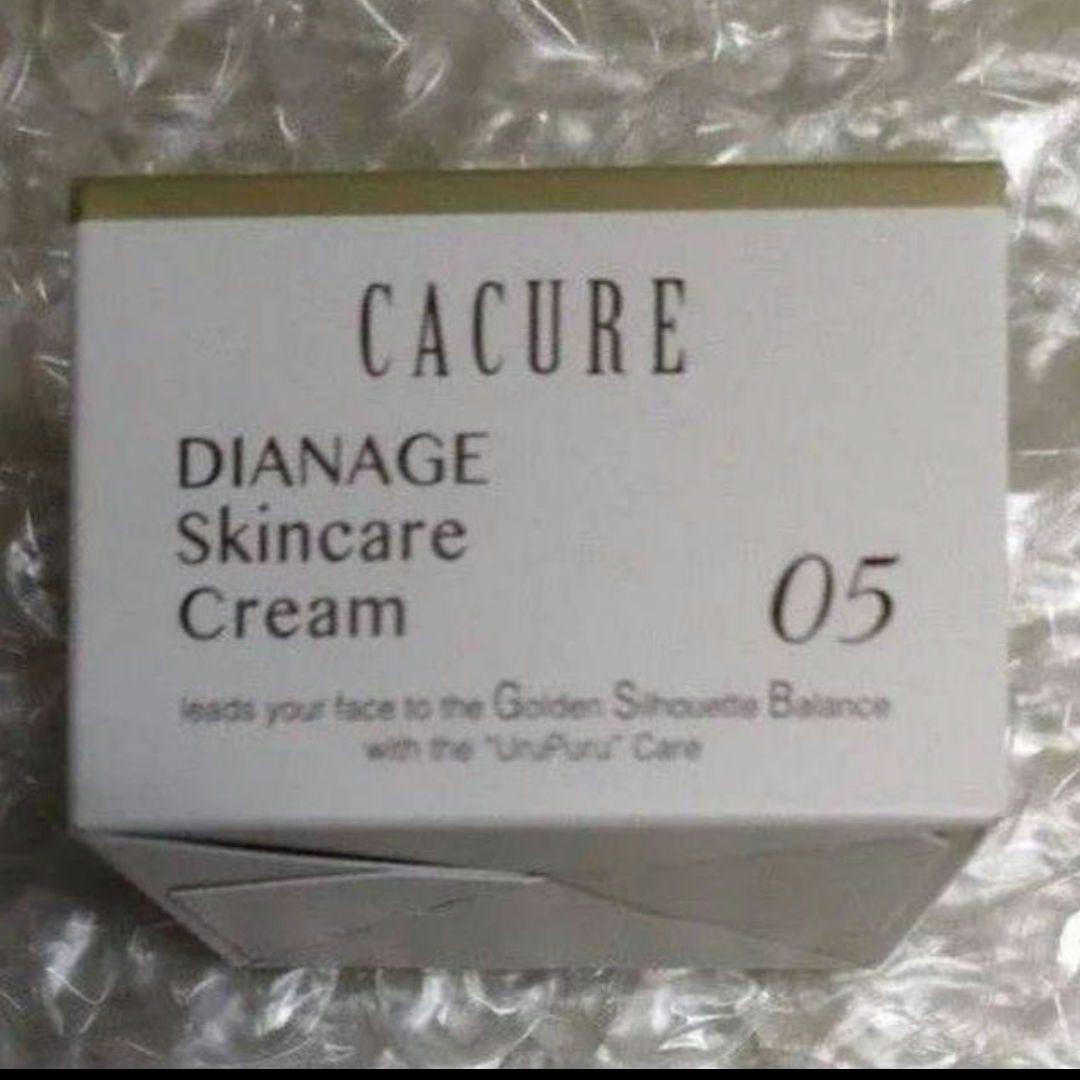 CACURE
DIANAGE
Skincare
Cream
05
leads your face to the Golden Silhouette Balance
with the "UruPuru" Care